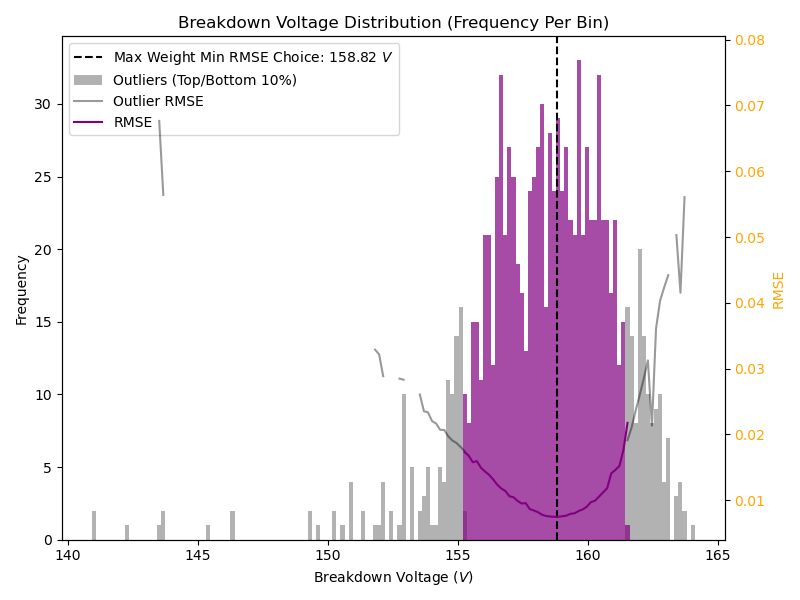 Breakdown Voltage Distribution (Frequency Per Bin)
Max Weight Min RMSE Choice: 158.82 V
Outliers (Top/Bottom 10%)
Outlier RMSE
RMSE
Frequency
30
25
20
15
10
5
0
0.08
0.07
0.06
0.05
0.04
0.03
0.02
0.01
RMSE
140
145
150
155
160
165
Breakdown Voltage (V)